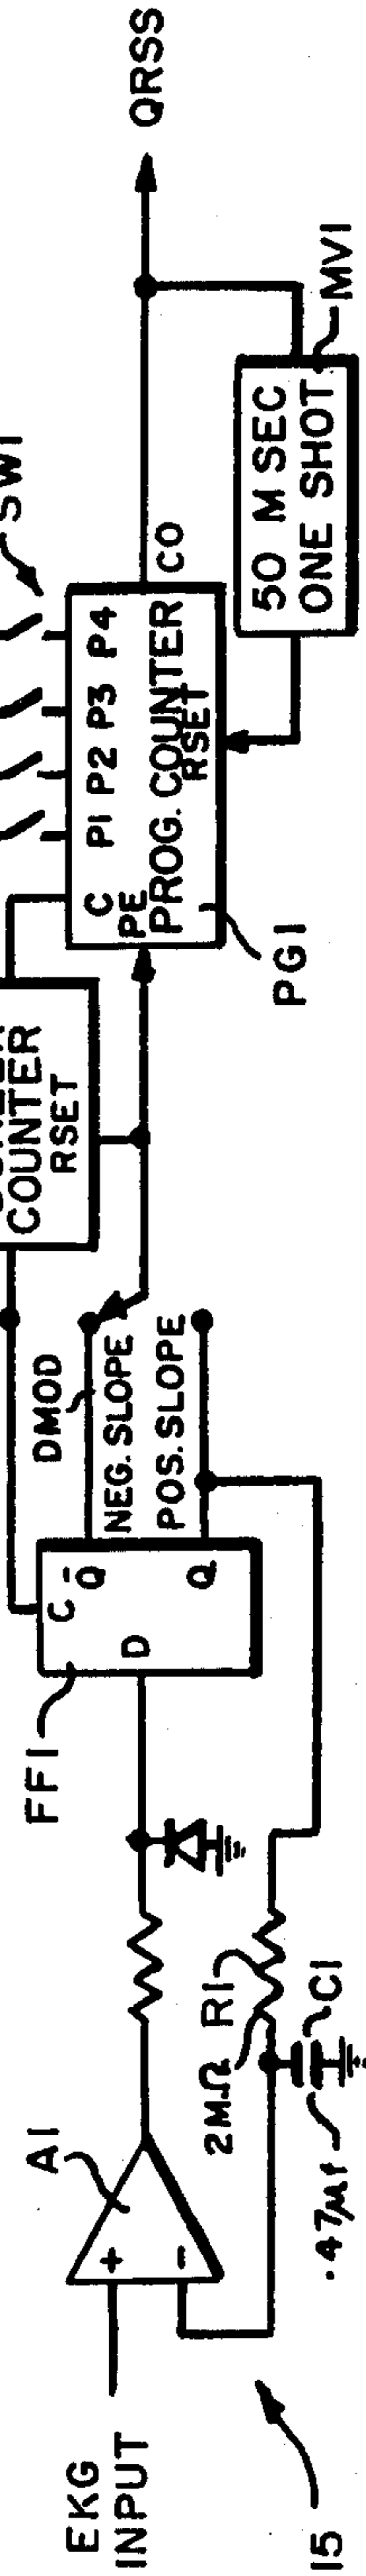 EKG
INPUT
A1
+
-
15
2MΩ
R1
.47µf
C1
FF1
C
D
Q̅
Q
DMOD
NEG. SLOPE
POS. SLOPE
COUNTER
RSET
SW1
P1 P2 P3 P4
C
PE
PROG. COUNTER
RSET
CO
PG1
50 MSEC
ONE SHOT
MV1
QRSS